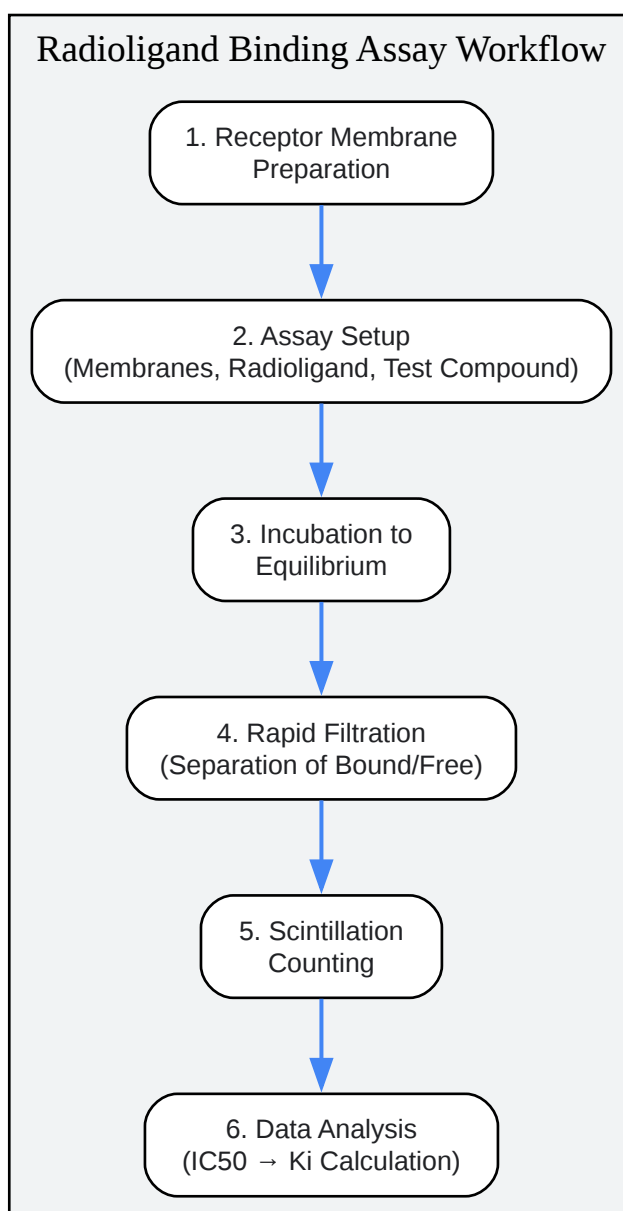 Radioligand Binding Assay Workflow
1. Receptor Membrane
Preparation
2. Assay Setup
(Membranes, Radioligand, Test Compound)
3. Incubation to
Equilibrium
4. Rapid Filtration
(Separation of Bound/Free)
5. Scintillation
Counting
6. Data Analysis
(IC50 → Ki Calculation)